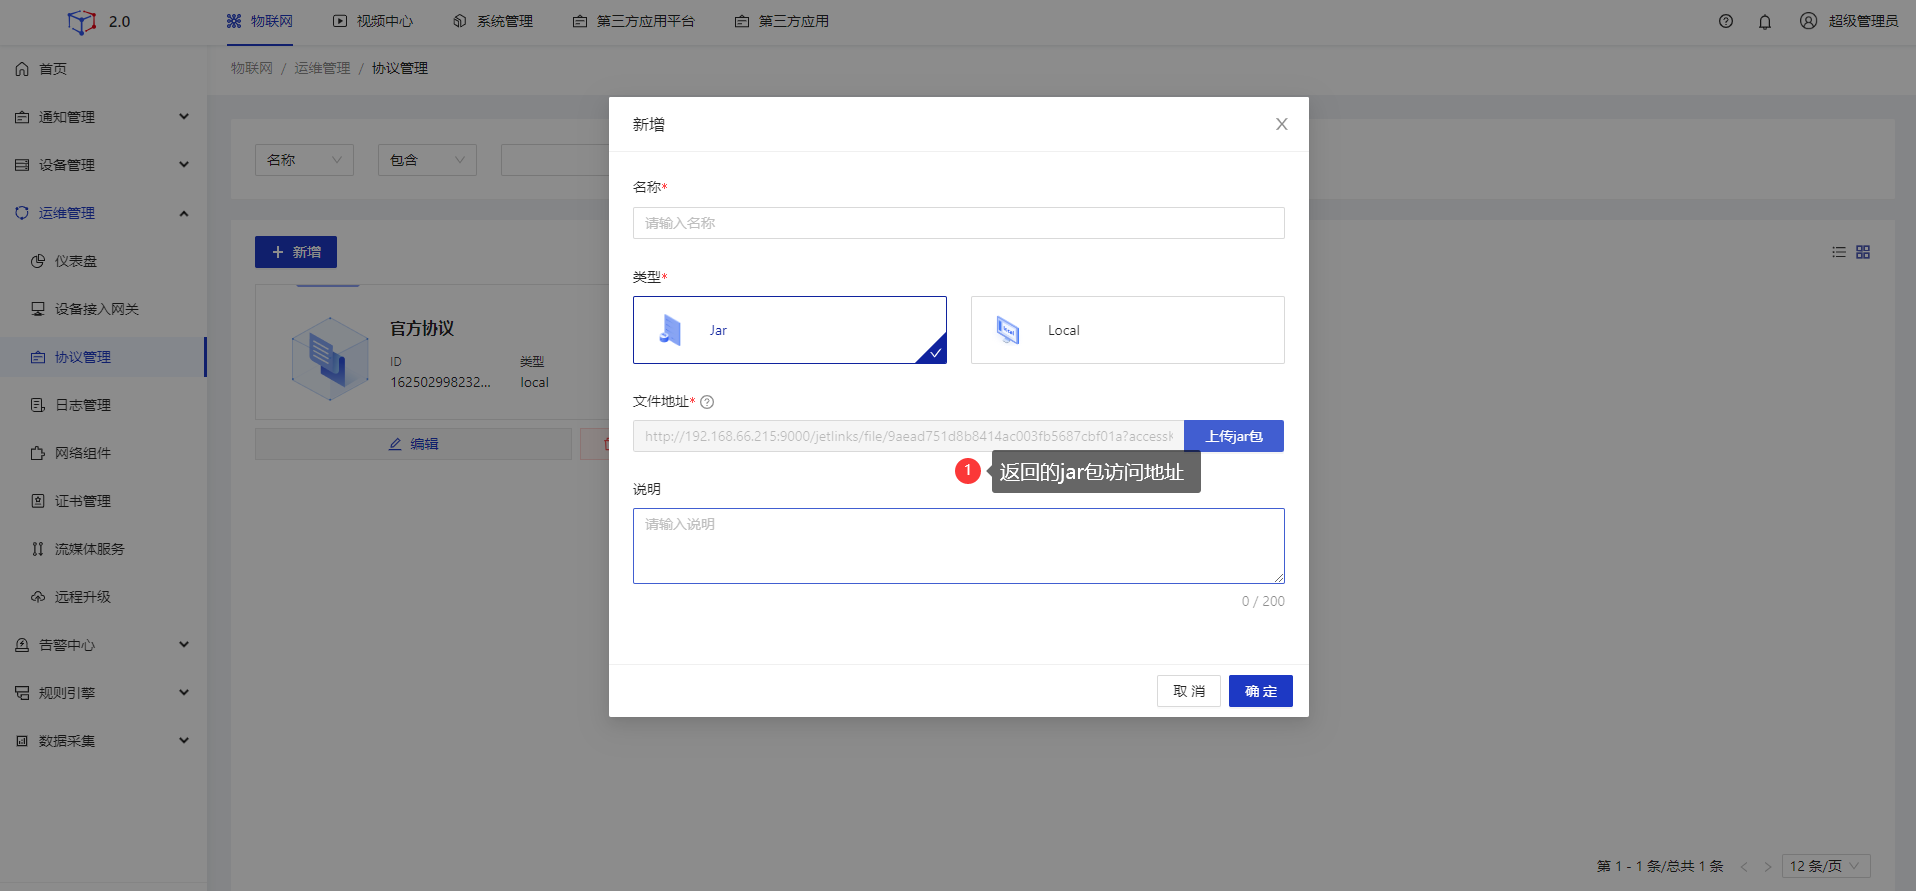 2.0
物联网
视频中心
系统管理
第三方应用平台
第三方应用
超级管理员
首页
通知管理
设备管理
运维管理
仪表盘
设备接入网关
协议管理
日志管理
网络组件
证书管理
流媒体服务
远程升级
告警中心
规则引擎
数据采集
物联网 / 运维管理 / 协议管理
名称
包含
新增
官方协议
ID
类型
162502998232...
local
编辑
新增
名称*
请输入名称
类型*
Jar
Local
local
文件地址*
http://192.168.66.215:9000/jetlinks/file/9aead751d8b8414ac003fb5687cbf01a?access
上传jar包
1
返回的jar包访问地址
说明
请输入说明
0 / 200
取 消
确 定
第 1 - 1 条/总共 1 条
12 条/页